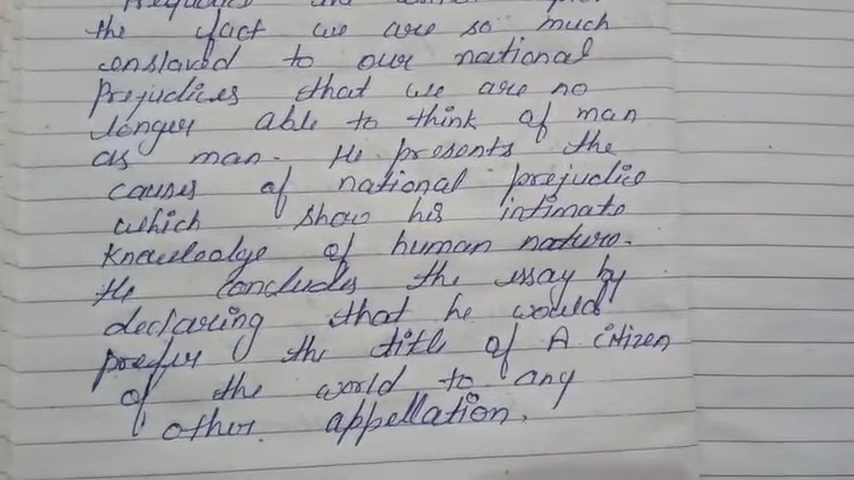 the fact we are so much
enslaved to our national
Prejudices that we are no
longer able to think of man
as man. He presents the
causes of national prejudice
which show his intimate
knowledge of human nature.
He concludes the essay by
declaring that he would
prefer the title of A citizen
of the world to any
other appellation.